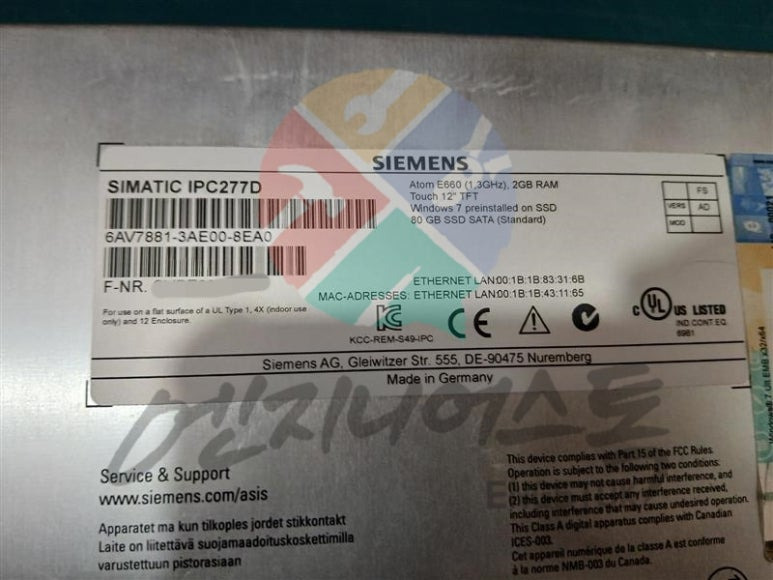 SIEMENS
SIMATIC IPC277D
Atom E660 (1,3GHz), 2GB RAM
Touch 12" TFT
Windows 7 preinstalled on SSD
80 GB SSD SATA (Standard)
FS
VERS AD
MOD
6AV7881-3AE00-8EA0
F-NR.
ETHERNET LAN00:1B:1B:83:31:6B
MAC-ADRESSES: ETHERNET LAN00:1B:1B:43:11:65
For use on a flat surface of a UL Type 1, 4X (indoor use
only) and 12 Enclosure.
KCC-REM-S49-IPC
CE
c UL US LISTED
IND.CONT.EQ.
69B1
Siemens AG, Gleiwitzer Str. 555, DE-90475 Nuremberg
Made in Germany
엔지니어스토
Service & Support
www.siemens.com/asis
Apparatet ma kun tilkoples jordet stikkontakt
Laite on liitettävä suojamaadoituskoskettimilla
varustettuun pistorasiaan
This device complies with Part 15 of the FCC Rules.
Operation is subject to the following two conditions:
(1) this device may not cause harmful interference, and
(2) this device must accept any interference received,
including interference that may cause undesired operation.
This Class A digital apparatus complies with Canadian
ICES-003.
Cet appareil numérique de la classe A est conforme
à la norme NMB-003 du Canada.